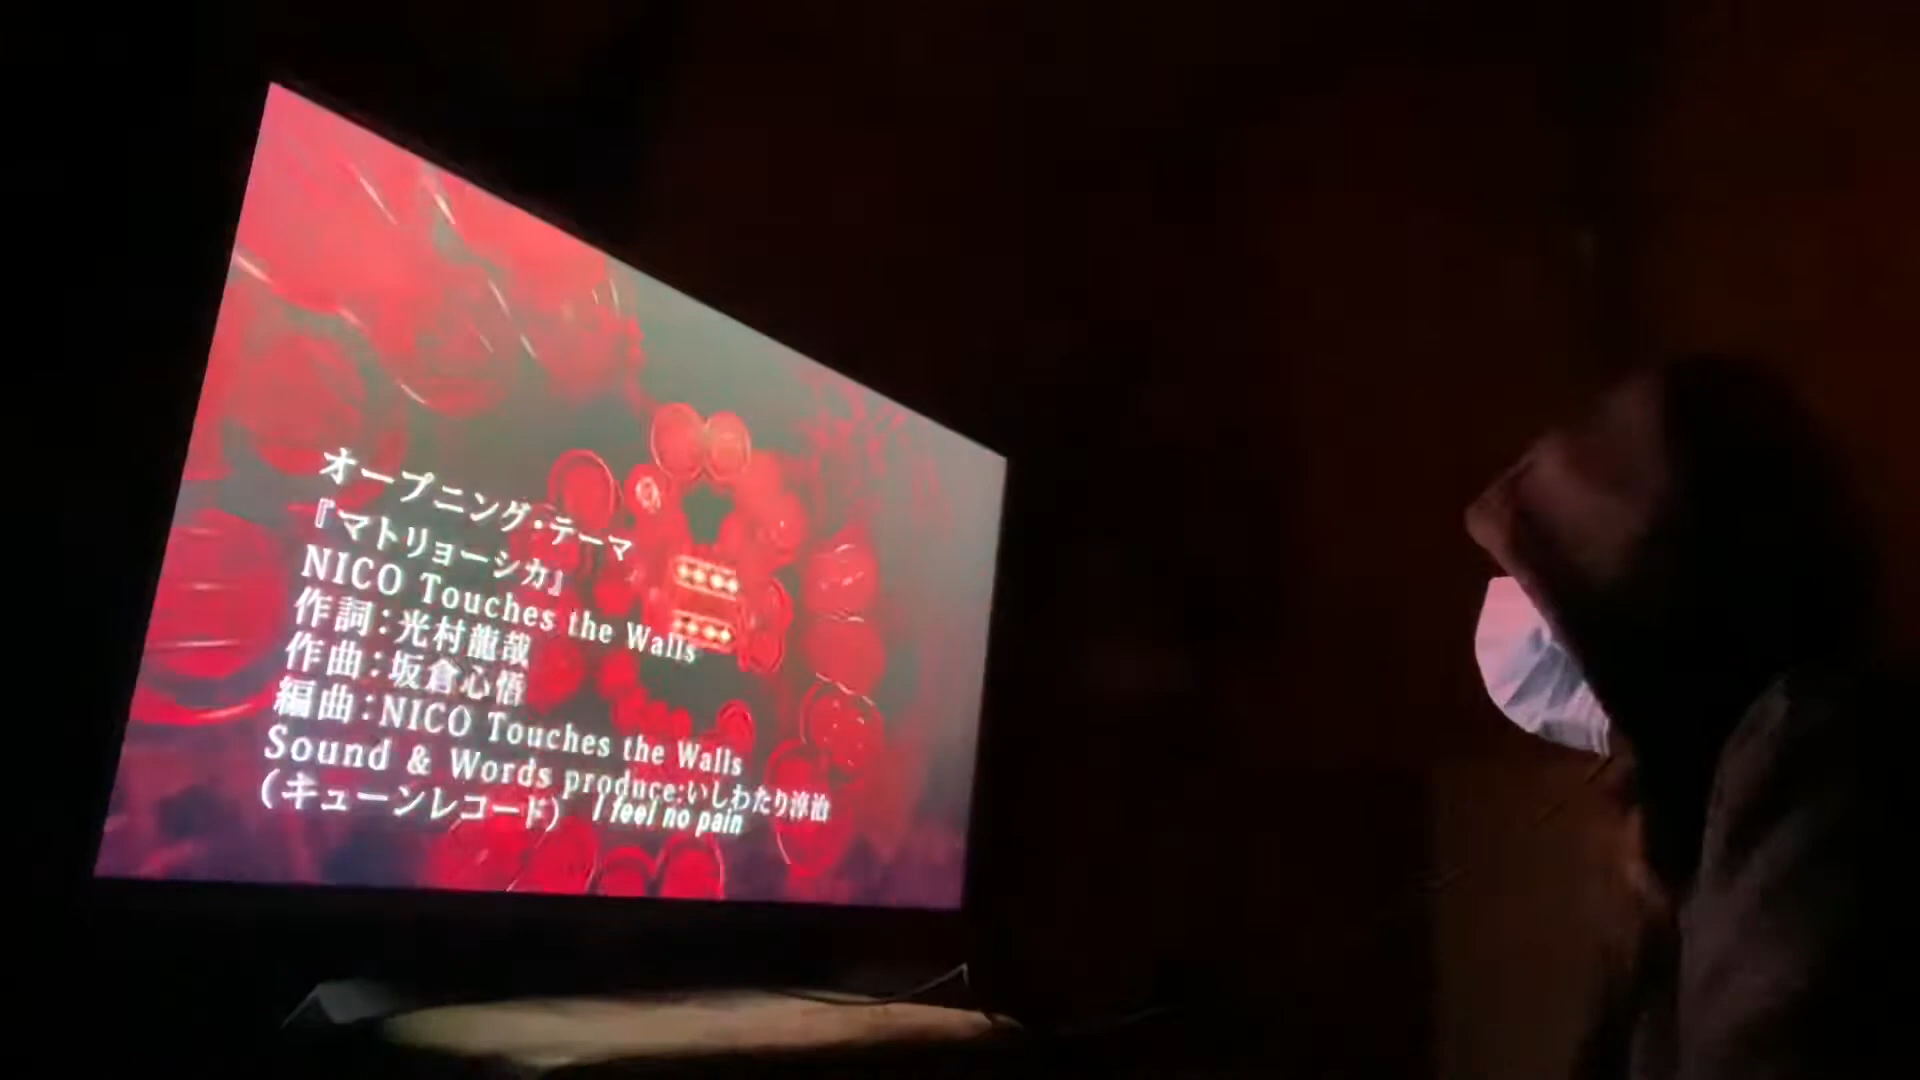 オープニング・テーマ
『マトリョーシカ』
NICO Touches the Walls
作詞：光村龍哉
作曲：坂倉心悟
編曲：NICO Touches the Walls
Sound & Words produce:いしわたり淳治
（キューンレコード）
I feel no pain